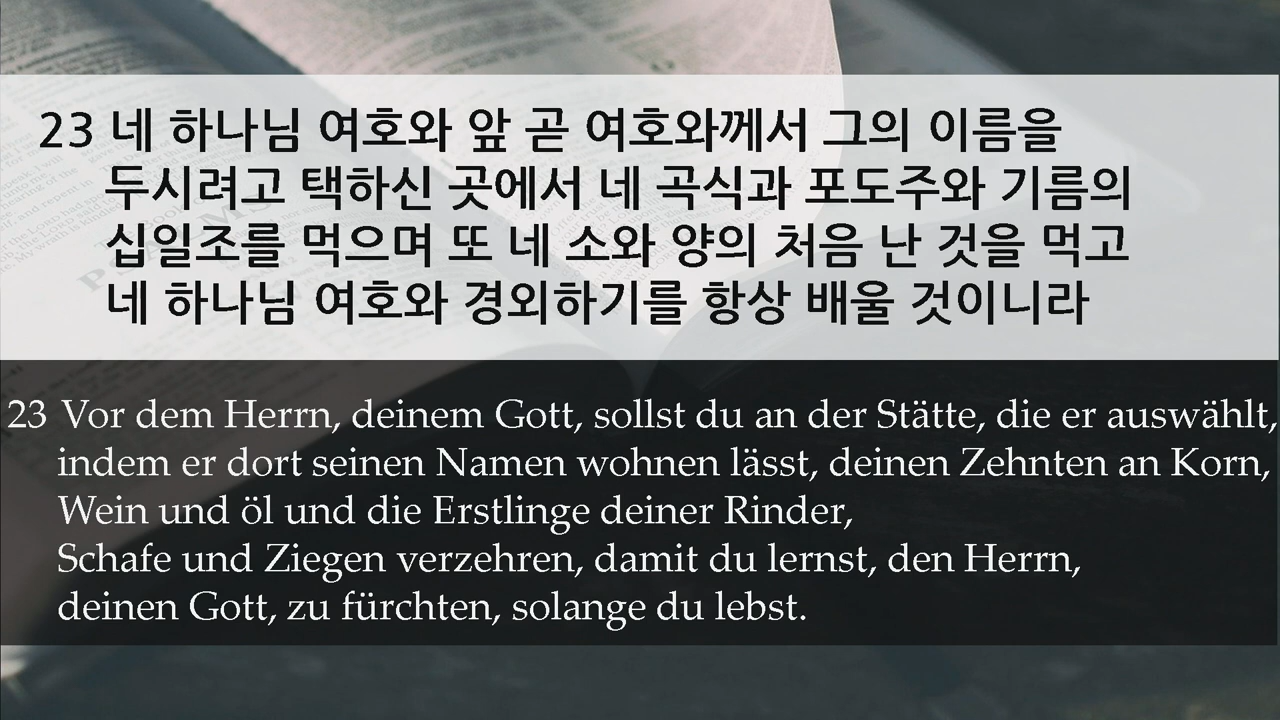 23 네 하나님 여호와 앞 곧 여호와께서 그의 이름을
두시려고 택하신 곳에서 네 곡식과 포도주와 기름의
십일조를 먹으며 또 네 소와 양의 처음 난 것을 먹고
네 하나님 여호와 경외하기를 항상 배울 것이니라
23 Vor dem Herrn, deinem Gott, sollst du an der Stätte, die er auswählt,
indem er dort seinen Namen wohnen lässt, deinen Zehnten an Korn,
Wein und öl und die Erstlinge deiner Rinder,
Schafe und Ziegen verzehren, damit du lernst, den Herrn,
deinen Gott, zu fürchten, solange du lebst.